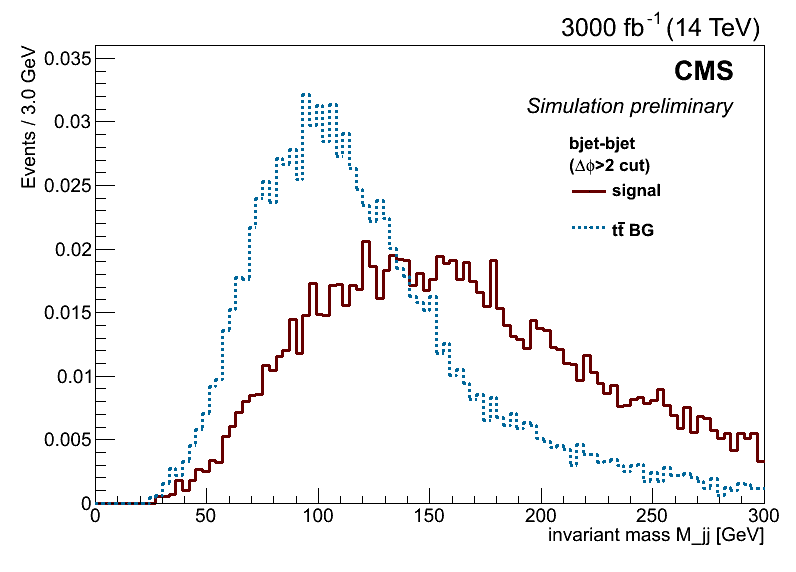 3000 fb⁻¹ (14 TeV)
CMS
Simulation preliminary
bjet-bjet
(Δϕ>2 cut)
signal
tt̄ BG
Events / 3.0 GeV
0.035
0.03
0.025
0.02
0.015
0.01
0.005
0
0 50 100 150 200 250 300
invariant mass M_jj [GeV]